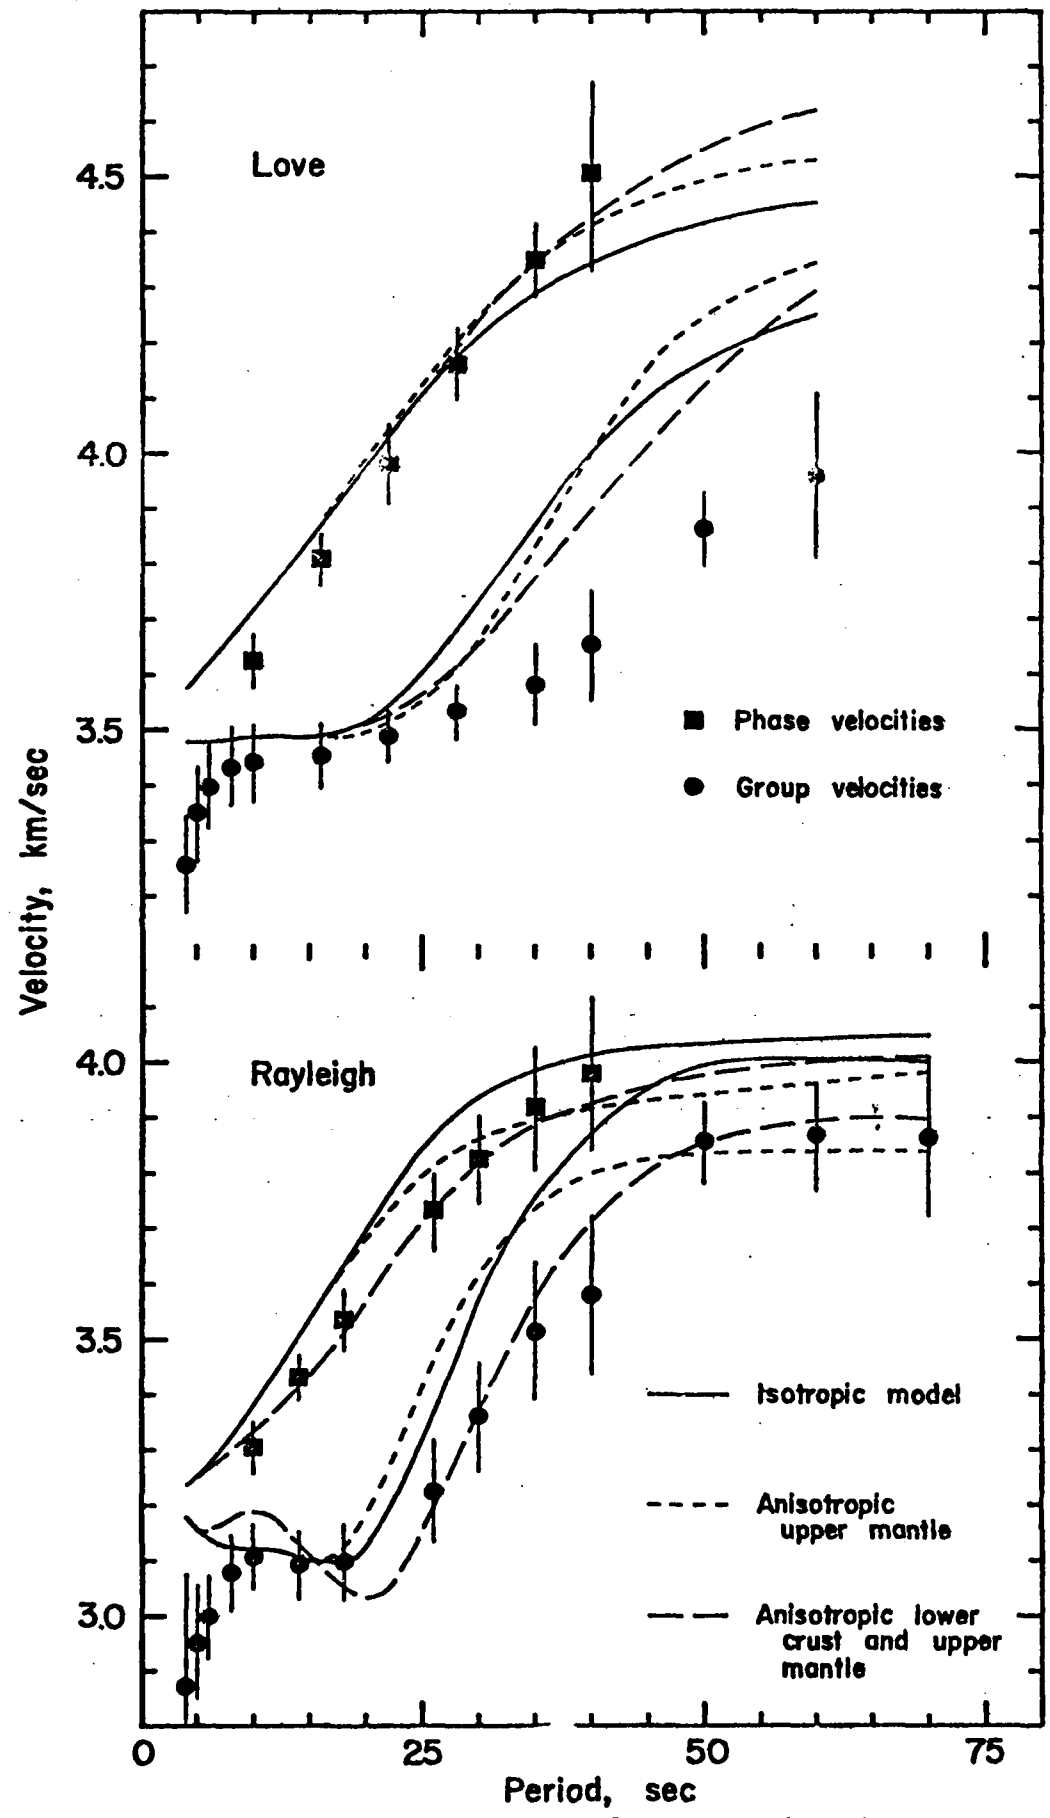 Love
4.5
4.0
3.5
Phase velocities
Group velocities
Velocity, km/sec
Rayleigh
4.0
3.5
3.0
Isotropic model
Anisotropic
upper mantle
Anisotropic lower
crust and upper
mantle
0 25 50 75
Period, sec